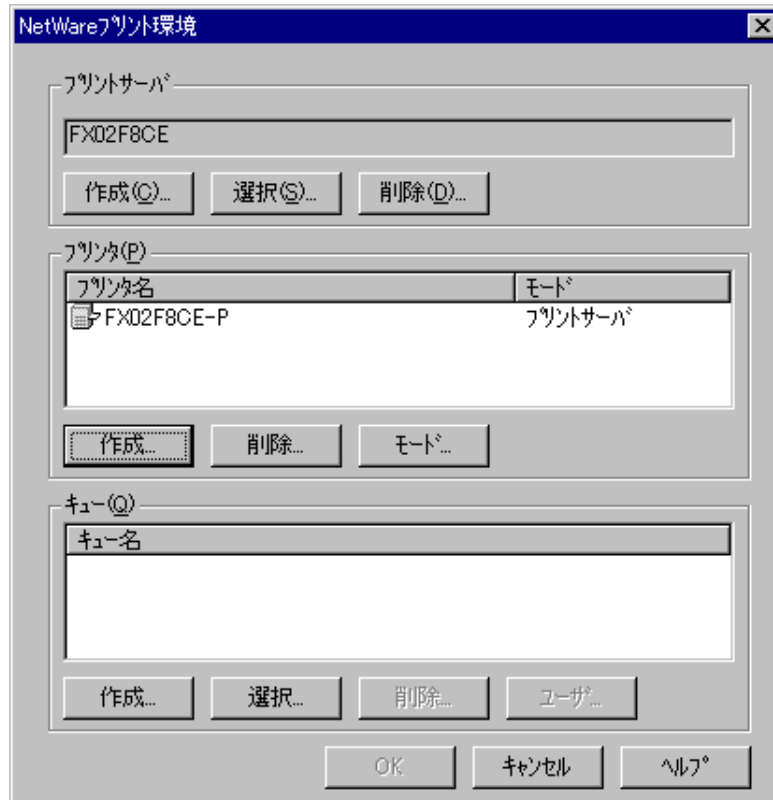 NetWareプリント環境
プリントサーバ
FX02F8CE
作成(C)... 選択(S)... 削除(D)...
プリンタ(P)
プリンタ名 モード
FX02F8CE-P プリントサーバ
作成... 削除... モード...
キュー(Q)
キュー名
作成... 選択... 削除... ユーザ...
OK キャンセル ヘルプ